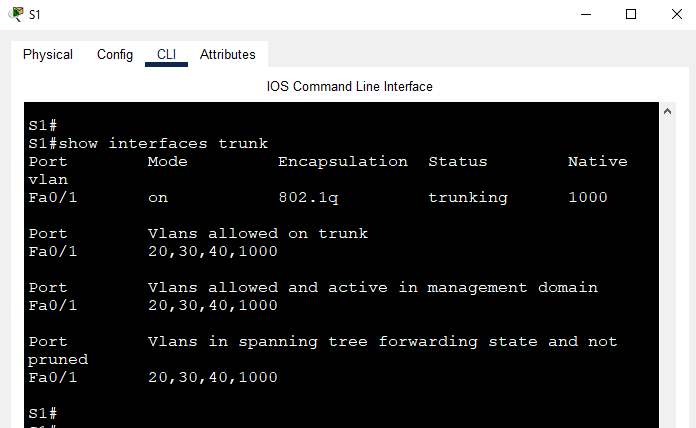 S1
Physical Config CLI Attributes
IOS Command Line Interface
S1#
S1#show interfaces trunk
Port        Mode         Encapsulation  Status        Native
vlan
Fa0/1       on           802.1q         trunking      1000
Port        Vlans allowed on trunk
Fa0/1       20,30,40,1000
Port        Vlans allowed and active in management domain
Fa0/1       20,30,40,1000
Port        Vlans in spanning tree forwarding state and not
pruned
Fa0/1       20,30,40,1000
S1#